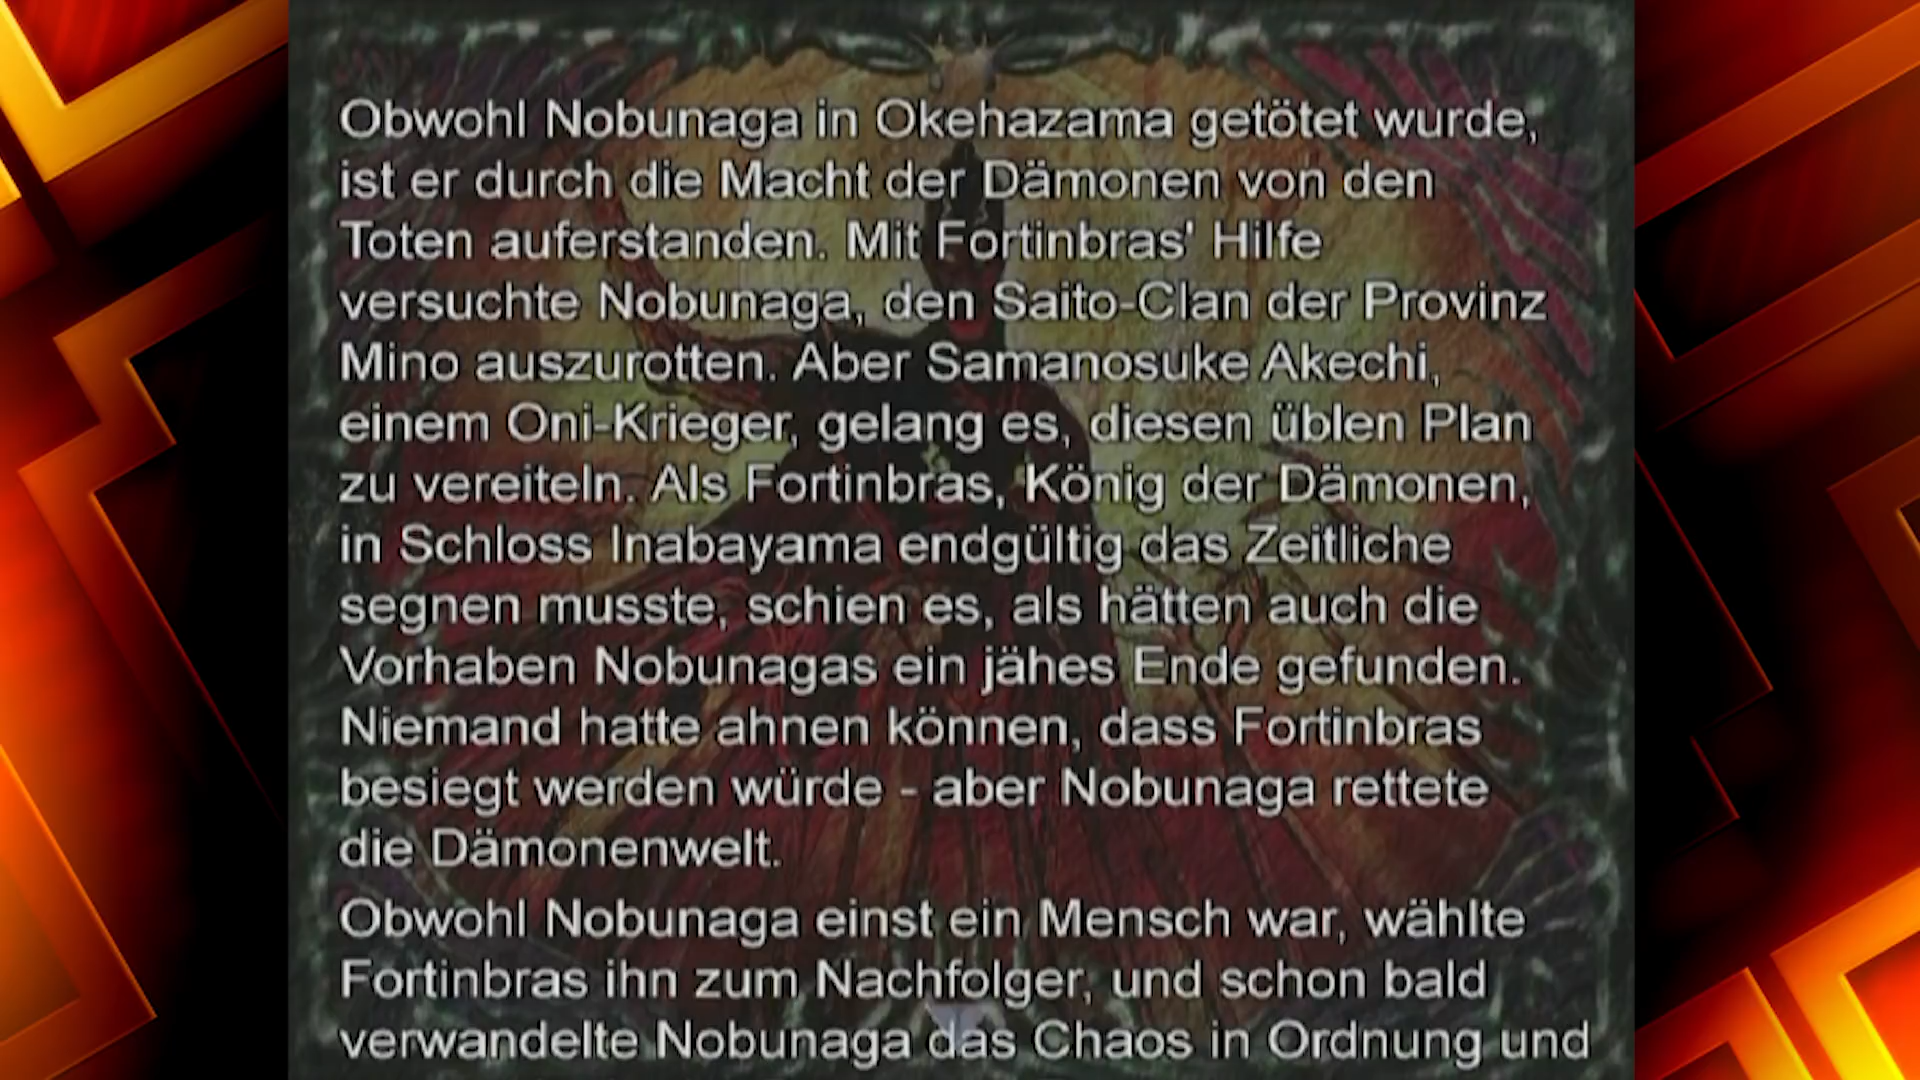 Obwohl Nobunaga in Okehazama getötet wurde,
ist er durch die Macht der Dämonen von den
Toten auferstanden. Mit Fortinbras' Hilfe
versuchte Nobunaga, den Saito-Clan der Provinz
Mino auszurotten. Aber Samanosuke Akechi,
einem Oni-Krieger, gelang es, diesen üblen Plan
zu vereiteln. Als Fortinbras, König der Dämonen,
in Schloss Inabayama endgültig das Zeitliche
segnen musste, schien es, als hätten auch die
Vorhaben Nobunagas ein jähes Ende gefunden.
Niemand hatte ahnen können, dass Fortinbras
besiegt werden würde - aber Nobunaga rettete
die Dämonenwelt.
Obwohl Nobunaga einst ein Mensch war, wählte
Fortinbras ihn zum Nachfolger, und schon bald
verwandelte Nobunaga das Chaos in Ordnung und